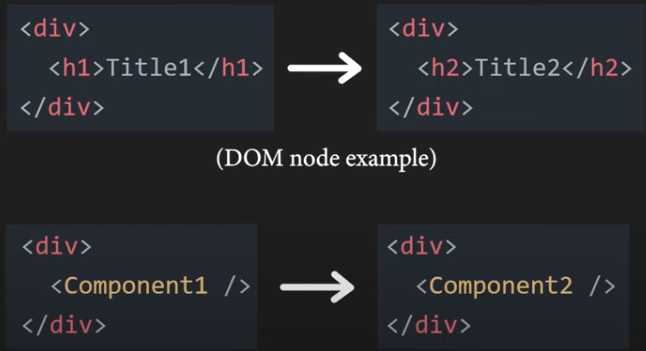 <div>
<div>
<h1>Title1</h1>
<h2>Title2</h2>
</div>
</div>
(DOM node example)
<div>
<div>
<Component1 />
<Component2 />
</div>
</div>